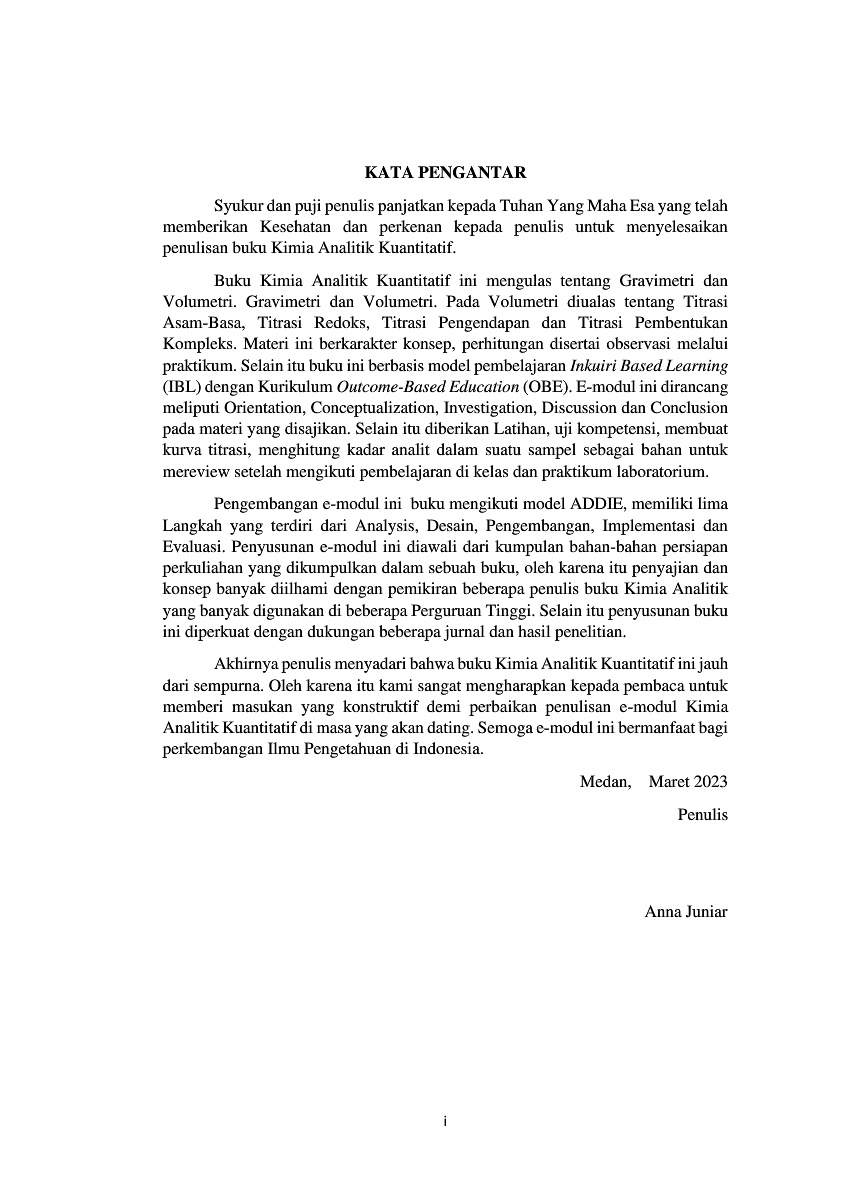 KATA PENGANTAR
Syukur dan puji penulis panjatkan kepada Tuhan Yang Maha Esa yang telah
memberikan Kesehatan dan perkenan kepada penulis untuk menyelesaikan
penulisan buku Kimia Analitik Kuantitatif.
Buku Kimia Analitik Kuantitatif ini mengulas tentang Gravimetri dan
Volumetri. Gravimetri dan Volumetri. Pada Volumetri diualas tentang Titrasi
Asam-Basa, Titrasi Redoks, Titrasi Pengendapan dan Titrasi Pembentukan
Kompleks. Materi ini berkarakter konsep, perhitungan disertai observasi melalui
praktikum. Selain itu buku ini berbasis model pembelajaran Inkuiri Based Learning
(IBL) dengan Kurikulum Outcome-Based Education (OBE). E-modul ini dirancang
meliputi Orientation, Conceptualization, Investigation, Discussion dan Conclusion
pada materi yang disajikan. Selain itu diberikan Latihan, uji kompetensi, membuat
kurva titrasi, menghitung kadar analit dalam suatu sampel sebagai bahan untuk
mereview setelah mengikuti pembelajaran di kelas dan praktikum laboratorium.
Pengembangan e-modul ini  buku mengikuti model ADDIE, memiliki lima
Langkah yang terdiri dari Analysis, Desain, Pengembangan, Implementasi dan
Evaluasi. Penyusunan e-modul ini diawali dari kumpulan bahan-bahan persiapan
perkuliahan yang dikumpulkan dalam sebuah buku, oleh karena itu penyajian dan
konsep banyak diilhami dengan pemikiran beberapa penulis buku Kimia Analitik
yang banyak digunakan di beberapa Perguruan Tinggi. Selain itu penyusunan buku
ini diperkuat dengan dukungan beberapa jurnal dan hasil penelitian.
Akhirnya penulis menyadari bahwa buku Kimia Analitik Kuantitatif ini jauh
dari sempurna. Oleh karena itu kami sangat mengharapkan kepada pembaca untuk
memberi masukan yang konstruktif demi perbaikan penulisan e-modul Kimia
Analitik Kuantitatif di masa yang akan dating. Semoga e-modul ini bermanfaat bagi
perkembangan Ilmu Pengetahuan di Indonesia.
Medan,    Maret 2023
Penulis
Anna Juniar
i